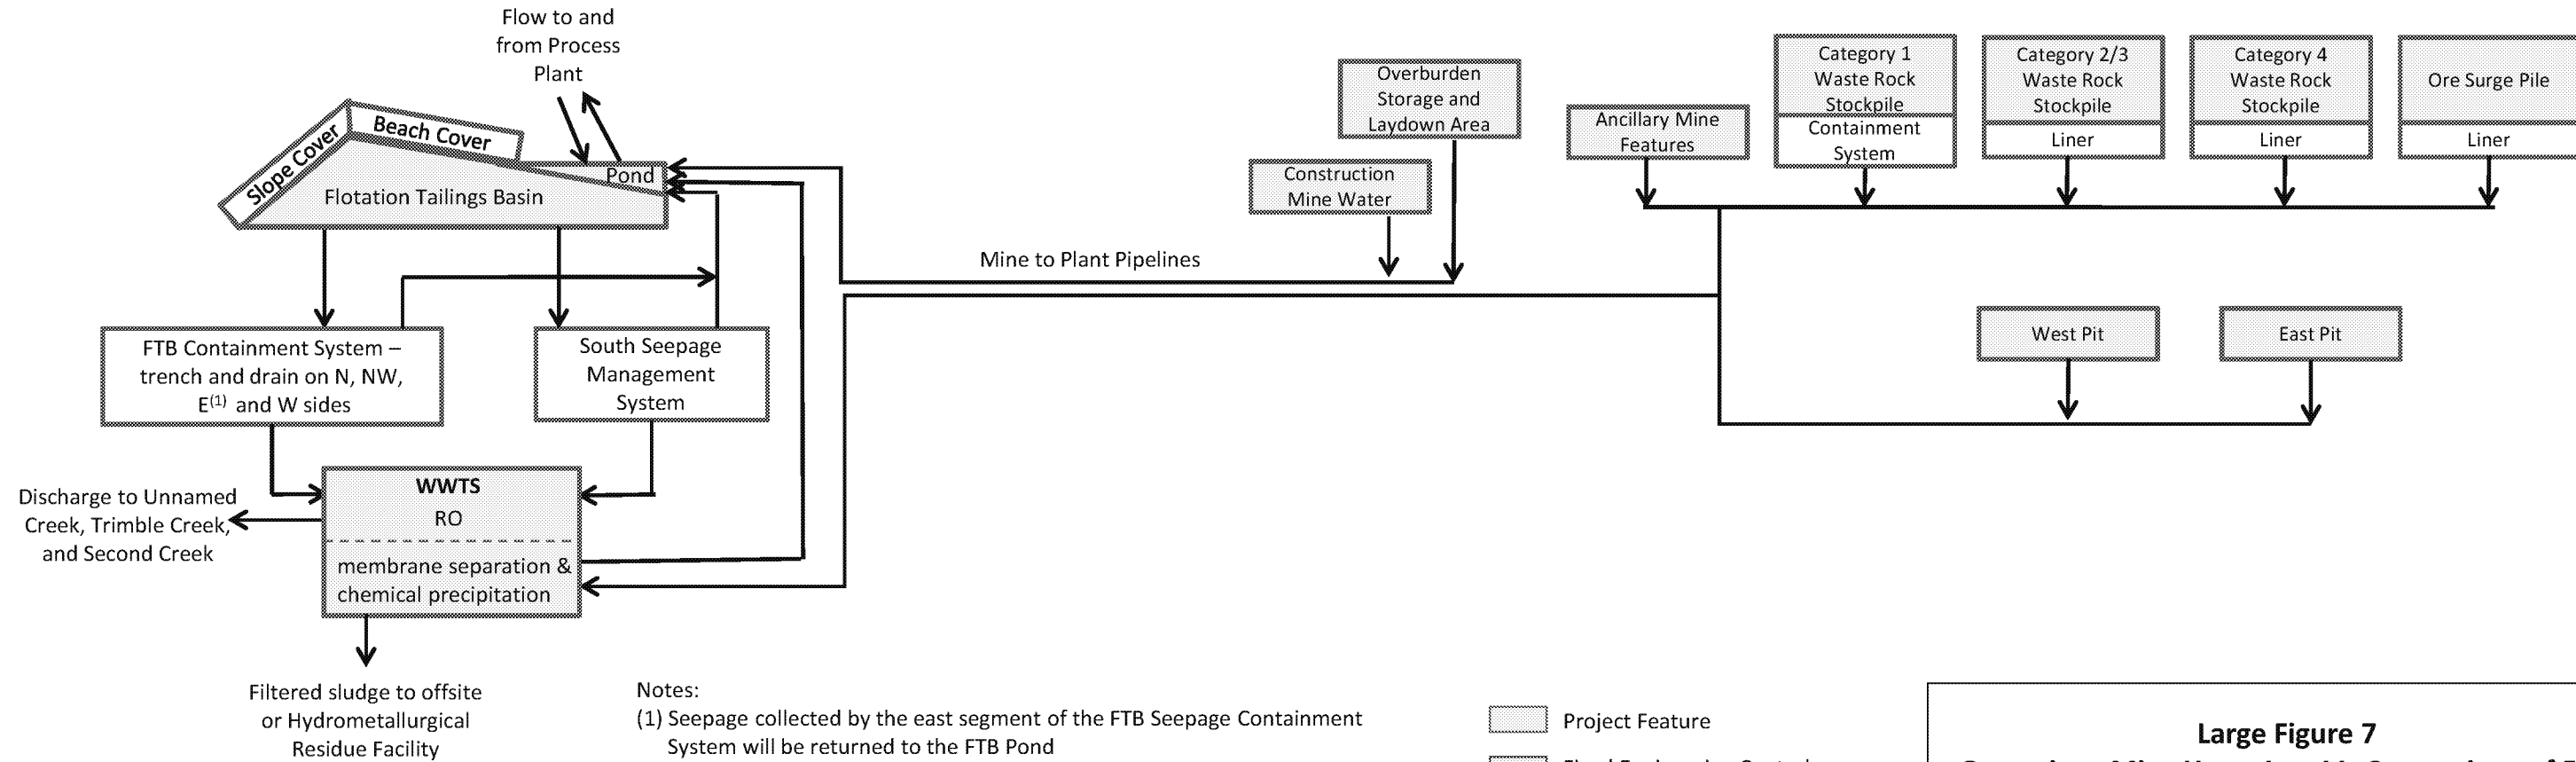 Flow to and
from Process
Plant
Slope Cover
Beach Cover
Pond
Flotation Tailings Basin
Overburden
Storage and
Laydown Area
Construction
Mine Water
Ancillary Mine
Features
Category 1
Waste Rock
Stockpile
Containment
System
Category 2/3
Waste Rock
Stockpile
Liner
Category 4
Waste Rock
Stockpile
Liner
Ore Surge Pile
Liner
Mine to Plant Pipelines
West Pit
East Pit
FTB Containment System –
trench and drain on N, NW,
E(1) and W sides
South Seepage
Management
System
WWTS
RO
membrane separation &
chemical precipitation
Discharge to Unnamed
Creek, Trimble Creek,
and Second Creek
Filtered sludge to offsite
or Hydrometallurgical
Residue Facility
Notes:
(1) Seepage collected by the east segment of the FTB Seepage Containment
System will be returned to the FTB Pond
Project Feature
Large Figure 7